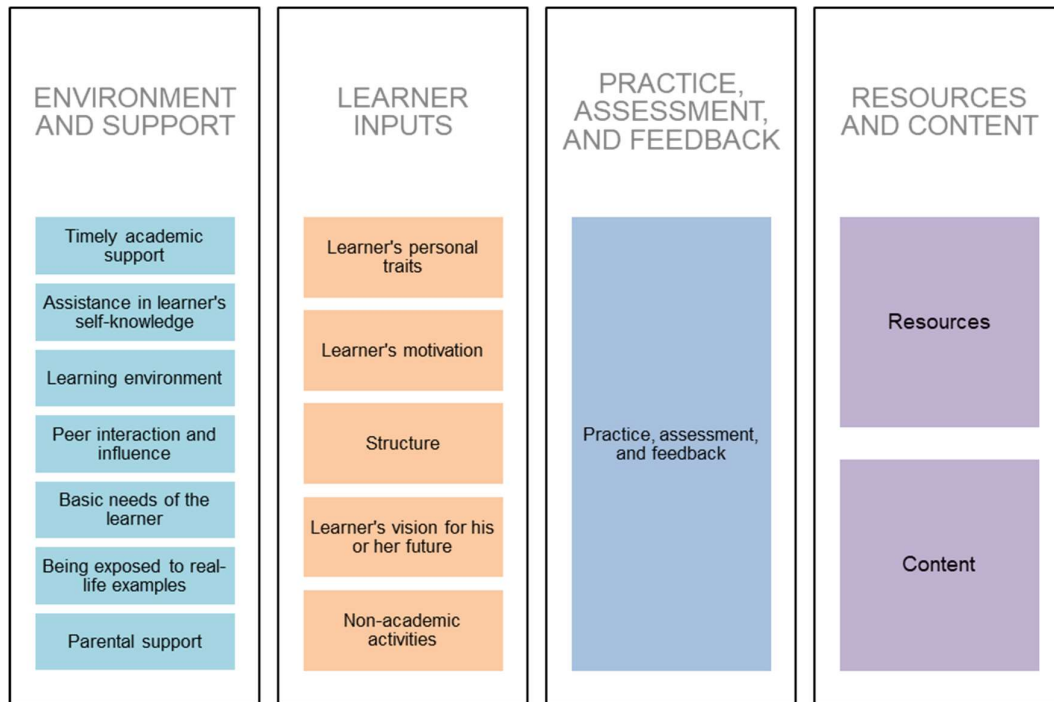 ENVIRONMENT
AND SUPPORT
Timely academic
support
Assistance in learner's
self-knowledge
Learning environment
Peer interaction and
influence
Basic needs of the
learner
Being exposed to real-
life examples
Parental support
LEARNER
INPUTS
Learner's personal
traits
Learner's motivation
Structure
Learner's vision for his
or her future
Non-academic
activities
PRACTICE,
ASSESSMENT,
AND FEEDBACK
Practice, assessment,
and feedback
RESOURCES
AND CONTENT
Resources
Content